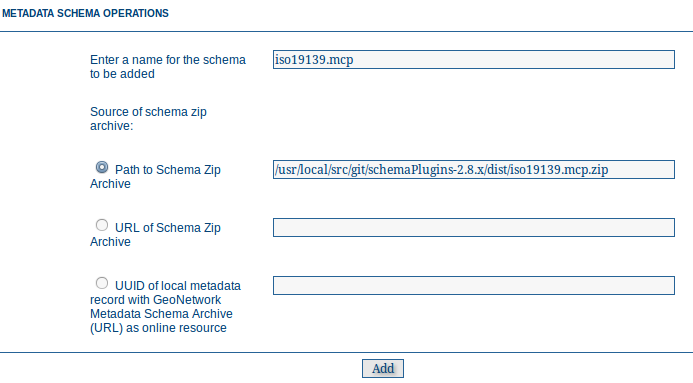 METADATA SCHEMA OPERATIONS
Enter a name for the schema
to be added
iso19139.mcp
Source of schema zip
archive:
Path to Schema Zip
Archive
/usr/local/src/git/schemaPlugins-2.8.x/dist/iso19139.mcp.zip
URL of Schema Zip
Archive
UUID of local metadata
record with GeoNetwork
Metadata Schema Archive
(URL) as online resource
Add